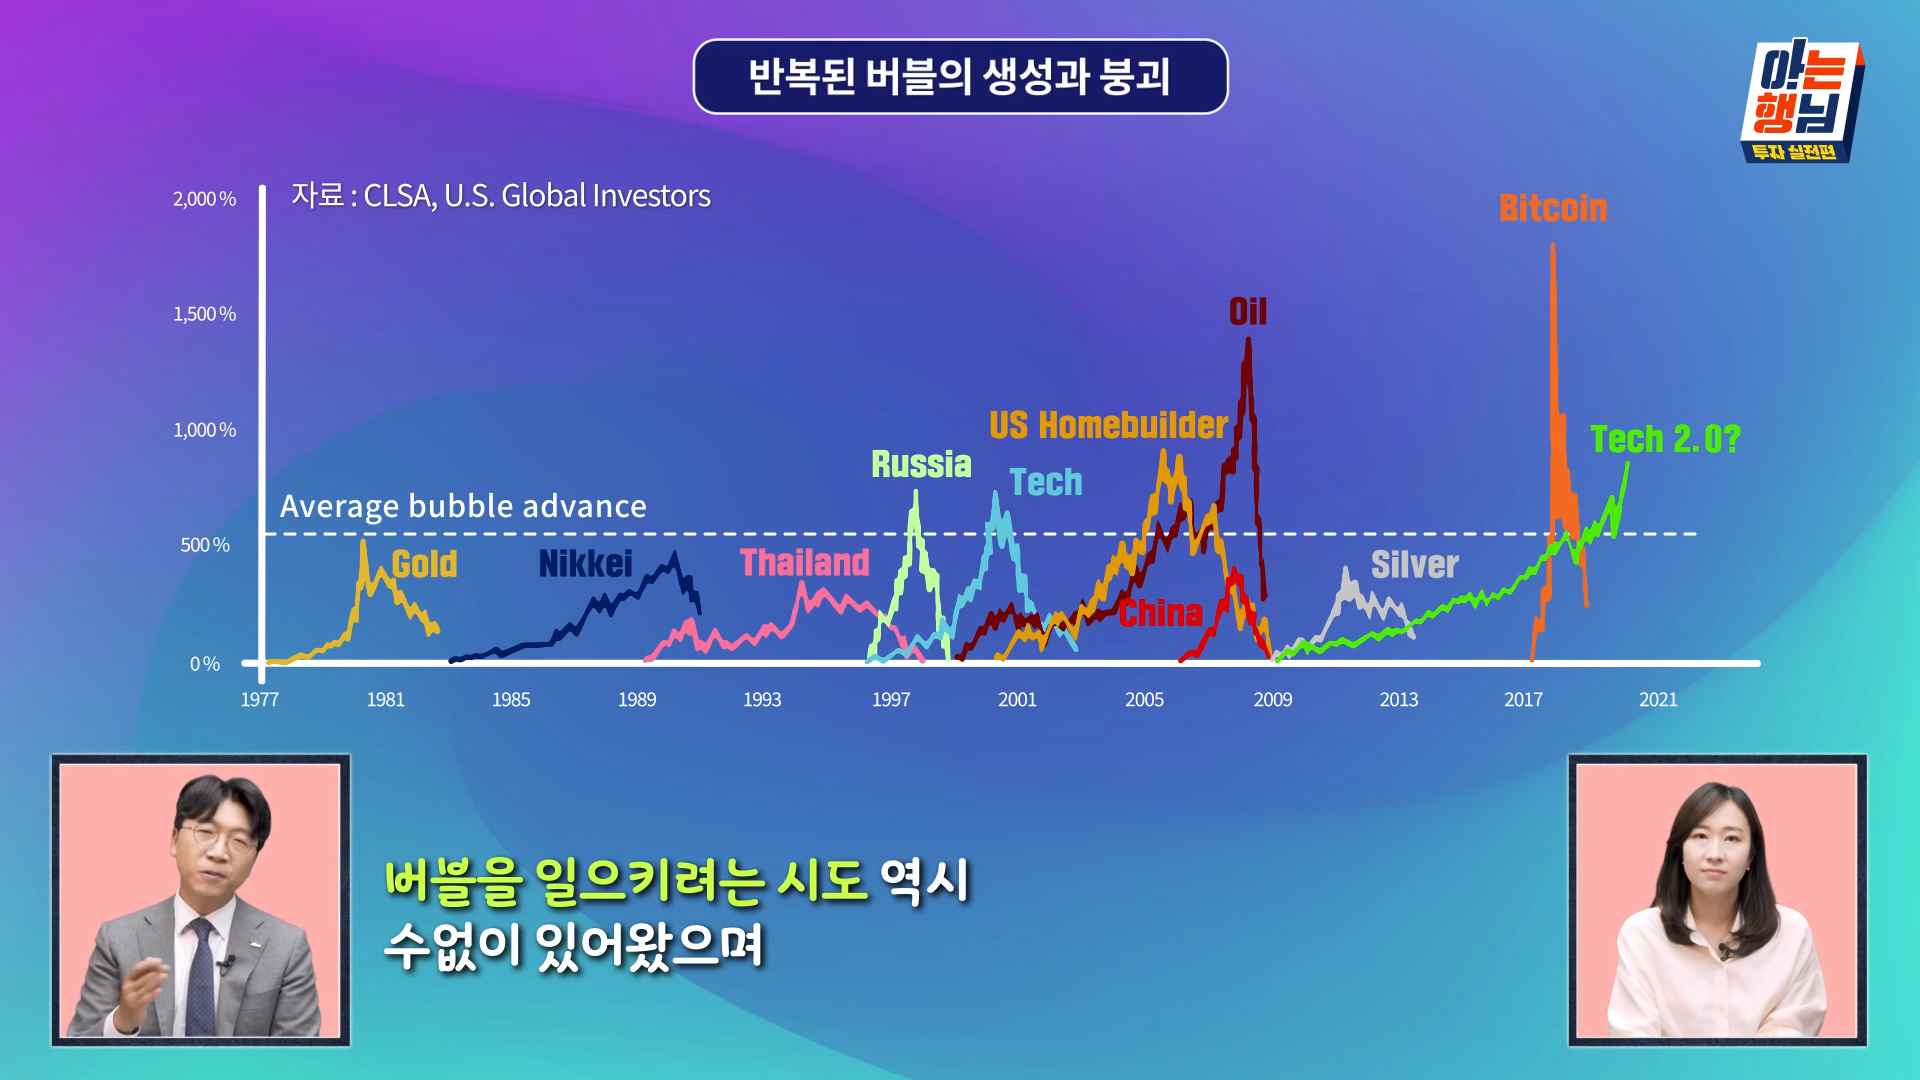 반복된 버블의 생성과 붕괴
아는
행님
투자 실전편
자료 : CLSA, U.S. Global Investors
2,000 %
1,500 %
1,000 %
500 %
0 %
Average bubble advance
Gold
Nikkei
Thailand
Russia
Tech
US Homebuilder
Oil
China
Silver
Bitcoin
Tech 2.0?
1977 1981 1985 1989 1993 1997 2001 2005 2009 2013 2017 2021
버블을 일으키려는 시도 역시
수없이 있어왔으며